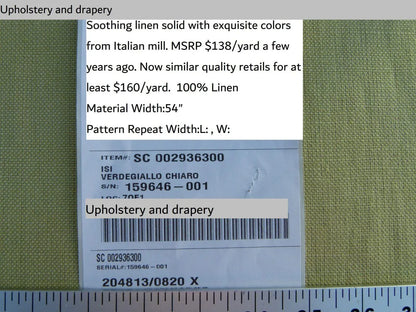 Upholstery and drapery
Soothing linen solid with exquisite colors
from Italian mill. MSRP $138/yard a few
years ago. Now similar quality retails for at
least $160/yard. 100% Linen
Material Width:54"
Pattern Repeat Width:L: , W:
ITEM#: SC 002936300
ISI
VERDEGIALLO CHIARO
S/N: 159646-001
Upholstery and drapery
SC 002936300
SERIAL#:159646-001
204813/0820 X